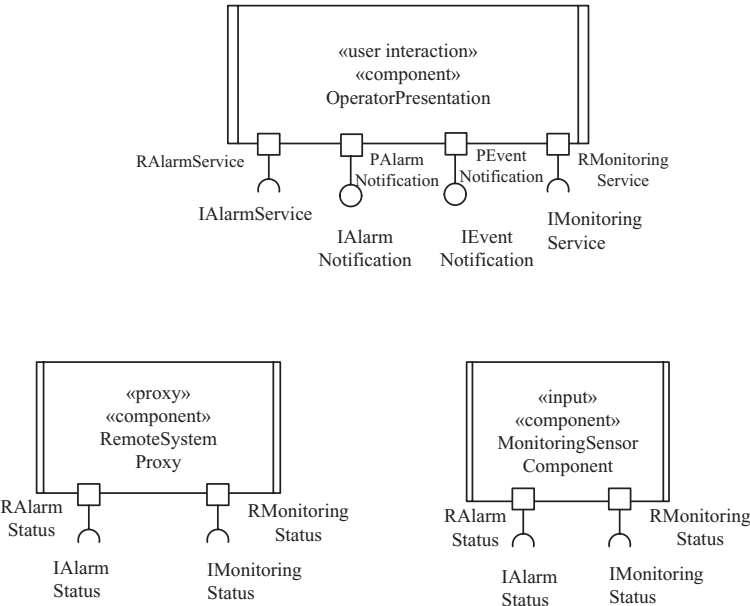 «user interaction»
«component»
OperatorPresentation
RAlarmService
PAlarm
Notification
PEvent
Notification
RMonitoring
Service
IAlarmService
IAlarm
Notification
IEvent
Notification
IMonitoring
Service
«proxy»
«component»
RemoteSystem
Proxy
RAlarm
Status
RMonitoring
Status
IAlarm
Status
IMonitoring
Status
«input»
«component»
MonitoringSensor
Component
RAlarm
Status
RMonitoring
Status
IAlarm
Status
IMonitoring
Status